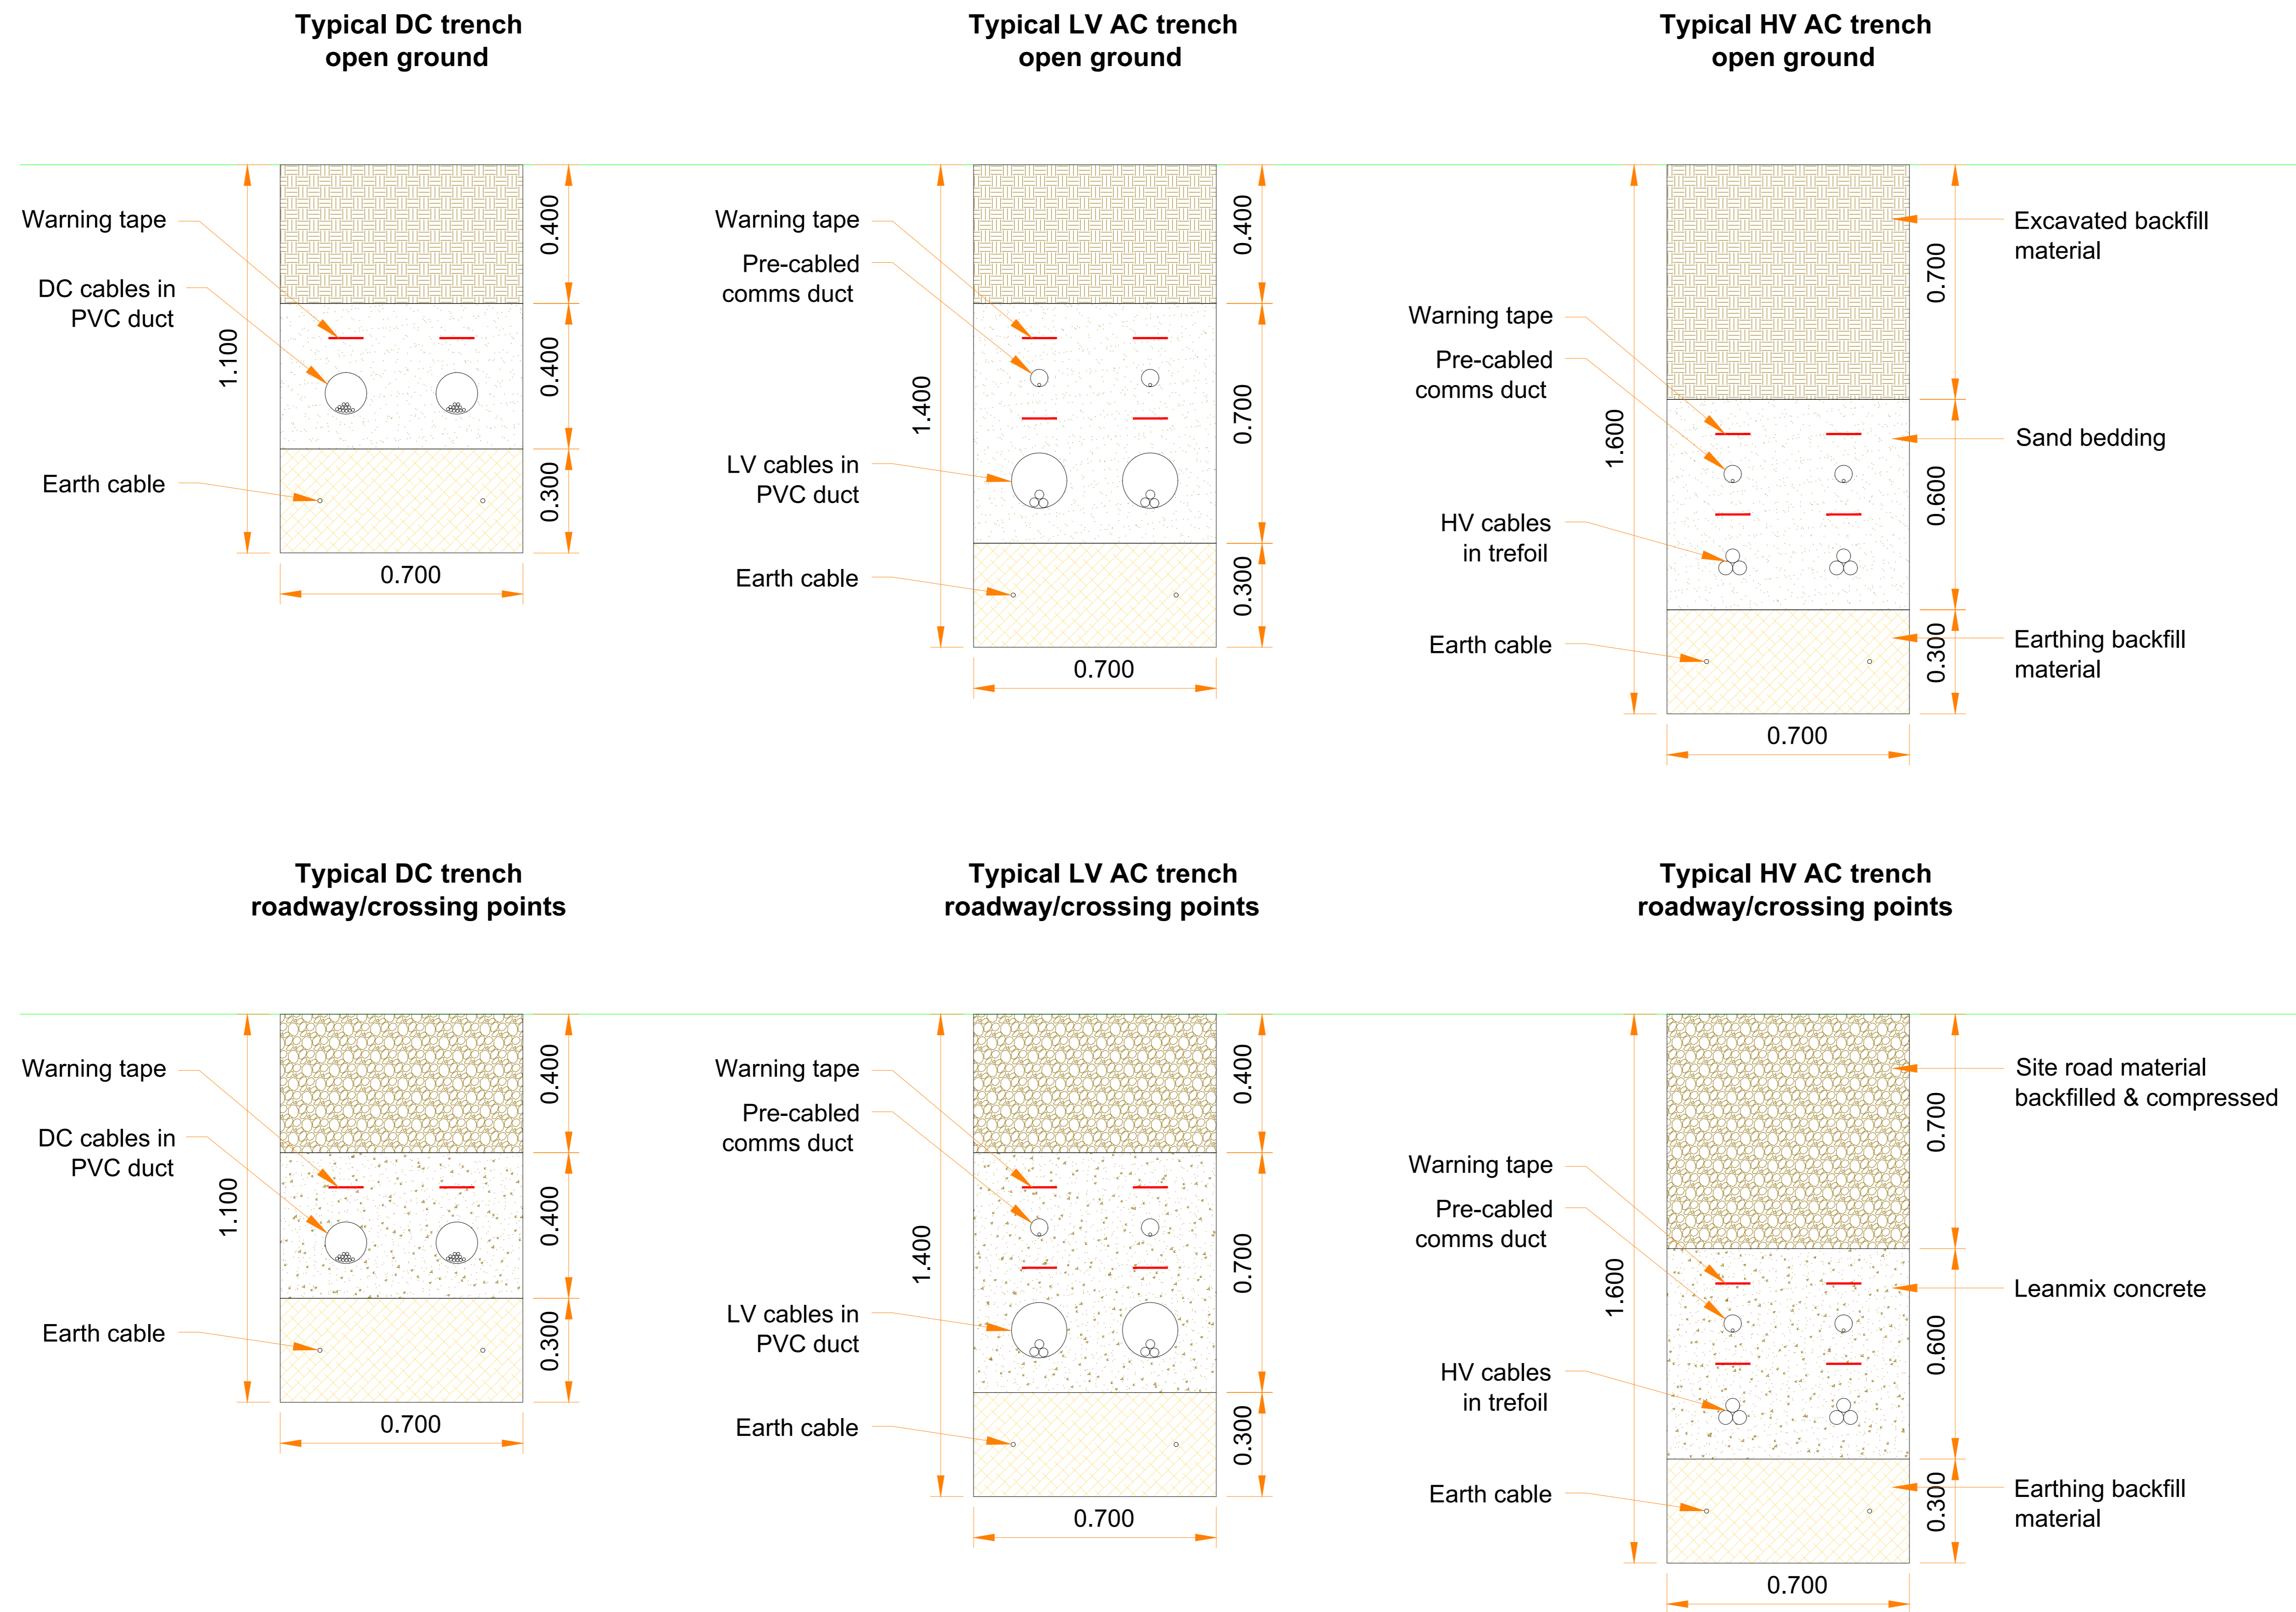 Typical DC trench
open ground
Typical LV AC trench
open ground
Typical HV AC trench
open ground
Warning tape
DC cables in
PVC duct
Earth cable
1.100
0.400
0.400
0.300
0.700
Warning tape
Pre-cabled
comms duct
LV cables in
PVC duct
Earth cable
1.400
0.400
0.700
0.300
0.700
Warning tape
Pre-cabled
comms duct
HV cables
in trefoil
Earth cable
1.600
0.700
0.600
0.300
0.700
Excavated backfill
material
Sand bedding
Earthing backfill
material
Typical DC trench
roadway/crossing points
Typical LV AC trench
roadway/crossing points
Typical HV AC trench
roadway/crossing points
Warning tape
DC cables in
PVC duct
Earth cable
1.100
0.400
0.400
0.300
0.700
Warning tape
Pre-cabled
comms duct
LV cables in
PVC duct
Earth cable
1.400
0.400
0.700
0.300
0.700
Warning tape
Pre-cabled
comms duct
HV cables
in trefoil
Earth cable
1.600
0.700
0.600
0.300
0.700
Site road material
backfilled & compressed
Leanmix concrete
Earthing backfill
material